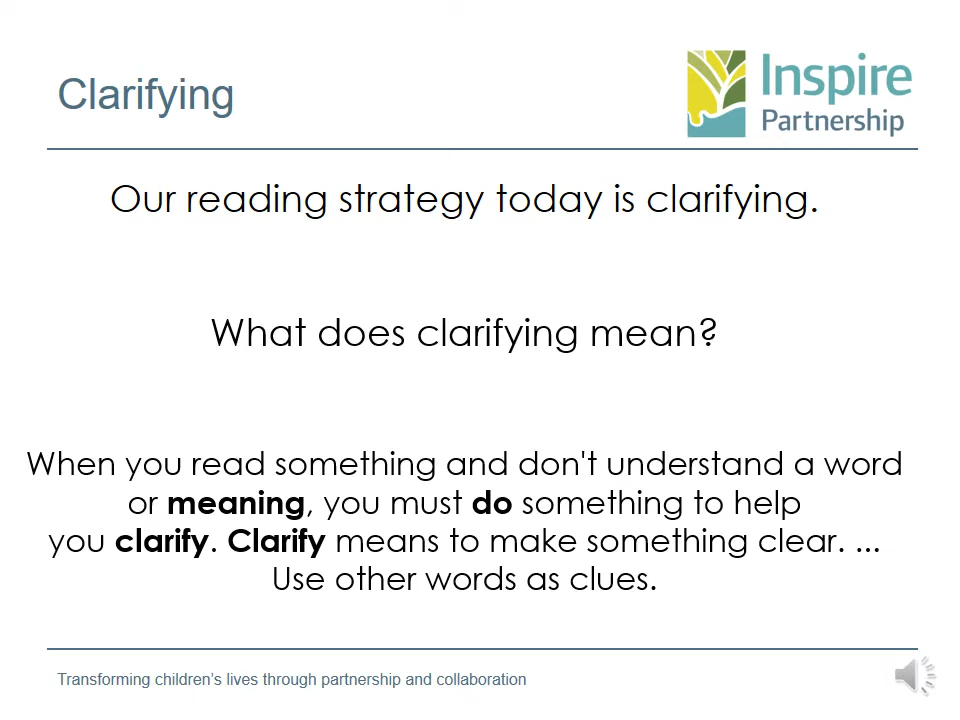 Clarifying
Inspire
Partnership
Our reading strategy today is clarifying.
What does clarifying mean?
When you read something and don't understand a word
or meaning, you must do something to help
you clarify. Clarify means to make something clear. ...
Use other words as clues.
Transforming children's lives through partnership and collaboration